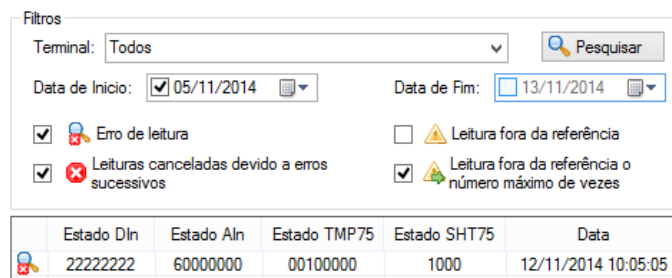 Filtros
Terminal: Todos Pesquisar
Data de Inicio: 05/11/2014 Data de Fim: 13/11/2014
Erro de leitura Leitura fora da referência
Leituras canceladas devido a erros sucessivos Leitura fora da referência o número máximo de vezes
Estado DIn Estado AIn Estado TMP75 Estado SHT75 Data
22222222 60000000 00100000 1000 12/11/2014 10:05:05